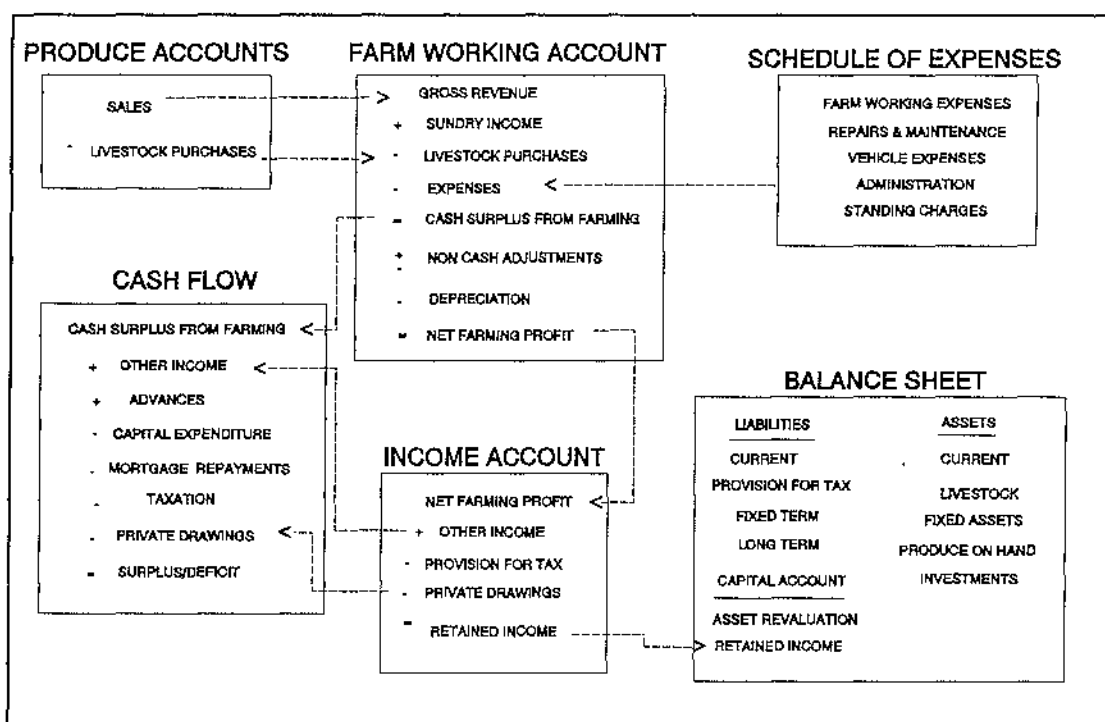 PRODUCE ACCOUNTS
SALES
- LIVESTOCK PURCHASES
FARM WORKING ACCOUNT
GROSS REVENUE
+ SUNDRY INCOME
- LIVESTOCK PURCHASES
- EXPENSES
= CASH SURPLUS FROM FARMING
+ - NON CASH ADJUSTMENTS
- DEPRECIATION
= NET FARMING PROFIT
SCHEDULE OF EXPENSES
FARM WORKING EXPENSES
REPAIRS & MAINTENANCE
VEHICLE EXPENSES
ADMINISTRATION
STANDING CHARGES
CASH FLOW
CASH SURPLUS FROM FARMING
+ OTHER INCOME
+ ADVANCES
- CAPITAL EXPENDITURE
- MORTGAGE REPAYMENTS
- TAXATION
- PRIVATE DRAWINGS
= SURPLUS/DEFICIT
INCOME ACCOUNT
NET FARMING PROFIT
+ OTHER INCOME
- PROVISION FOR TAX
- PRIVATE DRAWINGS
= RETAINED INCOME
BALANCE SHEET
LIABILITIES
CURRENT
PROVISION FOR TAX
FIXED TERM
LONG TERM
CAPITAL ACCOUNT
ASSET REVALUATION
RETAINED INCOME
ASSETS
CURRENT
LIVESTOCK
FIXED ASSETS
PRODUCE ON HAND
INVESTMENTS